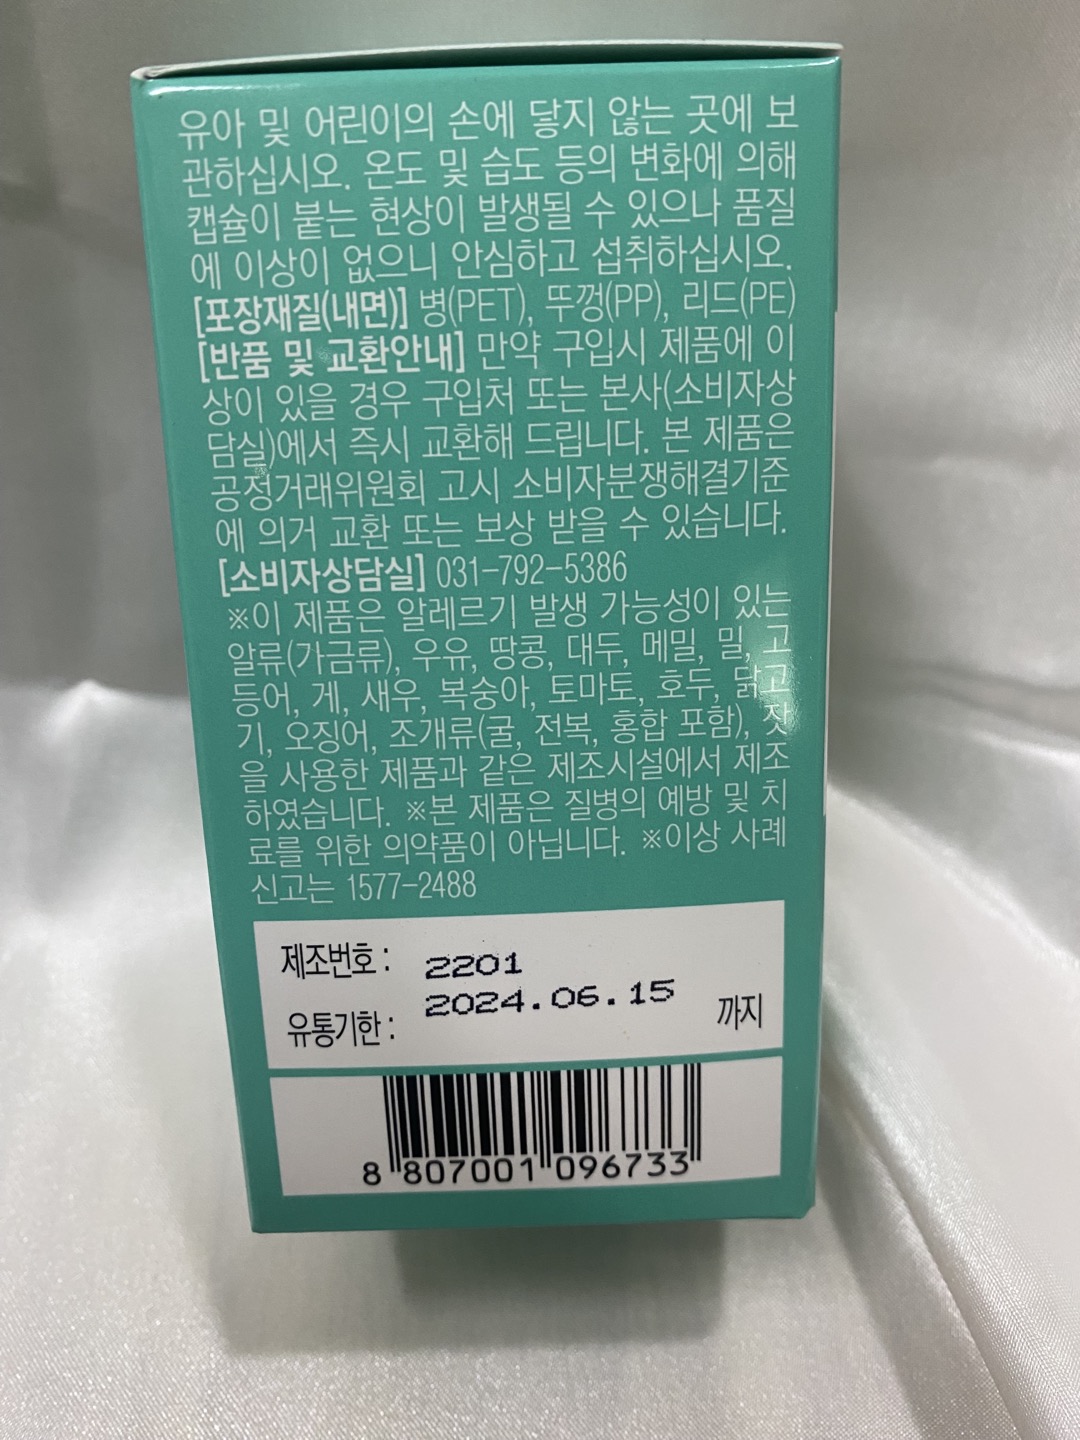 유아 및 어린이의 손에 닿지 않는 곳에 보
관하십시오. 온도 및 습도 등의 변화에 의해
캡슐이 붙는 현상이 발생될 수 있으나 품질
에 이상이 없으니 안심하고 섭취하십시오.
[포장재질(내면)] 병(PET), 뚜껑(PP), 리드(PE)
[반품 및 교환안내] 만약 구입시 제품에 이
상이 있을 경우 구입처 또는 본사(소비자상
담실)에서 즉시 교환해 드립니다. 본 제품은
공정거래위원회 고시 소비자분쟁해결기준
에 의거 교환 또는 보상 받을 수 있습니다.
[소비자상담실] 031-792-5386
※이 제품은 알레르기 발생 가능성이 있는
알류(가금류), 우유, 땅콩, 대두, 메밀, 밀, 고
등어, 게, 새우, 복숭아, 토마토, 호두, 닭고
기, 오징어, 조개류(굴, 전복, 홍합 포함), 잣
을 사용한 제품과 같은 제조시설에서 제조
하였습니다. ※본 제품은 질병의 예방 및 치
료를 위한 의약품이 아닙니다. ※이상 사례
신고는 1577-2488
제조번호 : 2201
유통기한 : 2024.06.15 까지
8 807001 096733